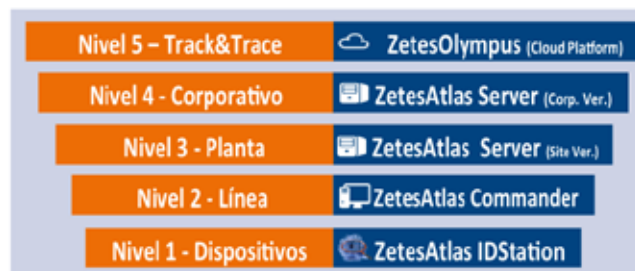 Nivel 5 – Track&Trace ZetesOlympus (Cloud Platform)
Nivel 4 - Corporativo ZetesAtlas Server (Corp. Ver.)
Nivel 3 - Planta ZetesAtlas Server (Site Ver.)
Nivel 2 - Línea ZetesAtlas Commander
Nivel 1 - Dispositivos ZetesAtlas IDStation